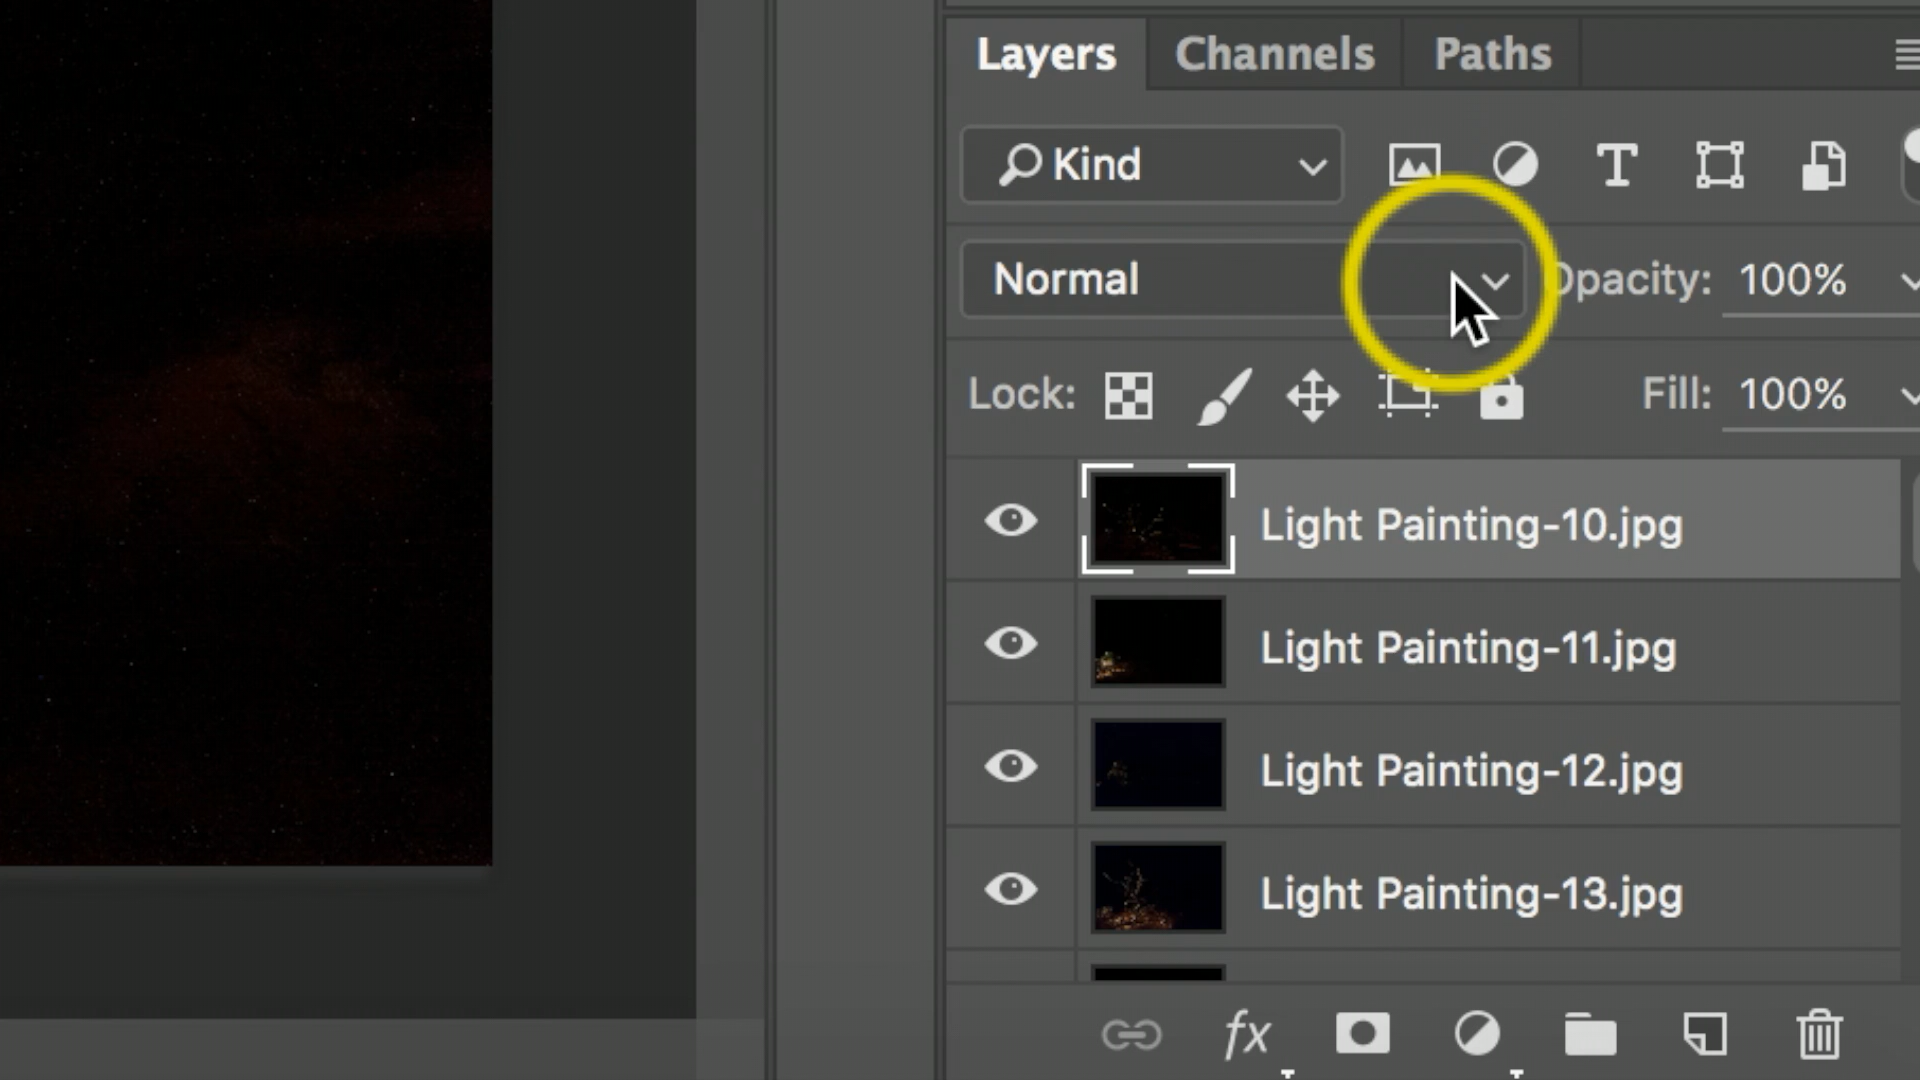 Layers Channels Paths
Kind T
Normal Opacity: 100%
Lock: Fill: 100%
Light Painting-10.jpg
Light Painting-11.jpg
Light Painting-12.jpg
Light Painting-13.jpg
fx